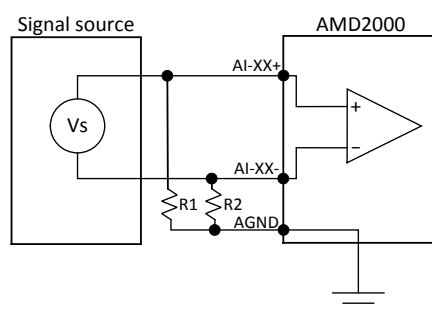 Signal source
AMD2000
AI-XX+
Vs
+
−
AI-XX-
R1
R2
AGND